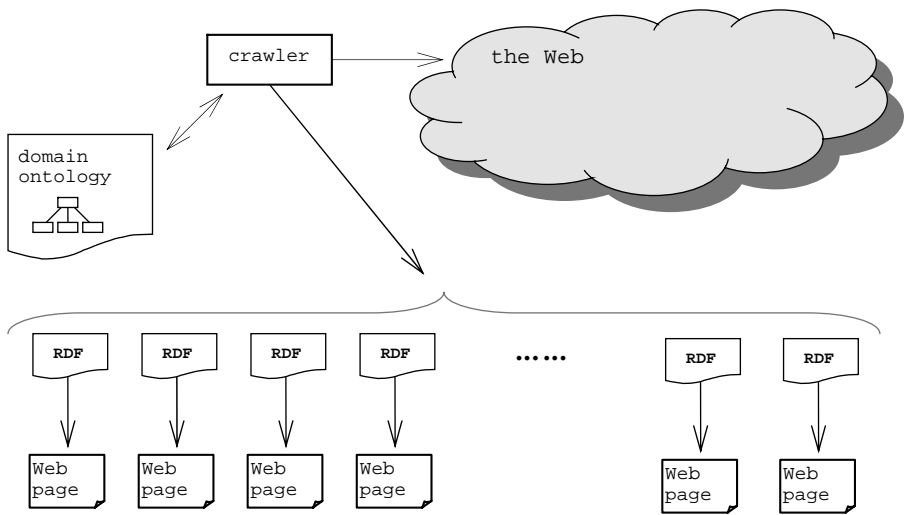 crawler
the Web
domain
ontology
RDF
RDF
RDF
RDF
......
RDF
RDF
Web
page
Web
page
Web
page
Web
page
Web
page
Web
page